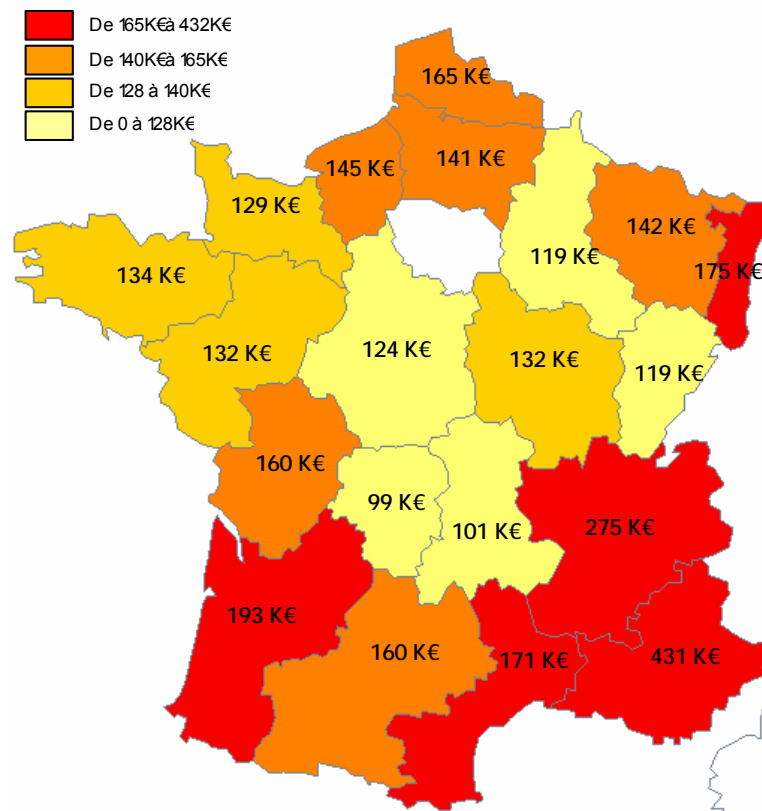 De 165K€à 432K€
De 140K€à 165K€
De 128 à 140K€
De 0 à 128K€
165 K€
145 K€
141 K€
129 K€
142 K€
119 K€
175 K€
134 K€
132 K€
124 K€
132 K€
119 K€
160 K€
99 K€
101 K€
275 K€
193 K€
160 K€
171 K€
431 K€